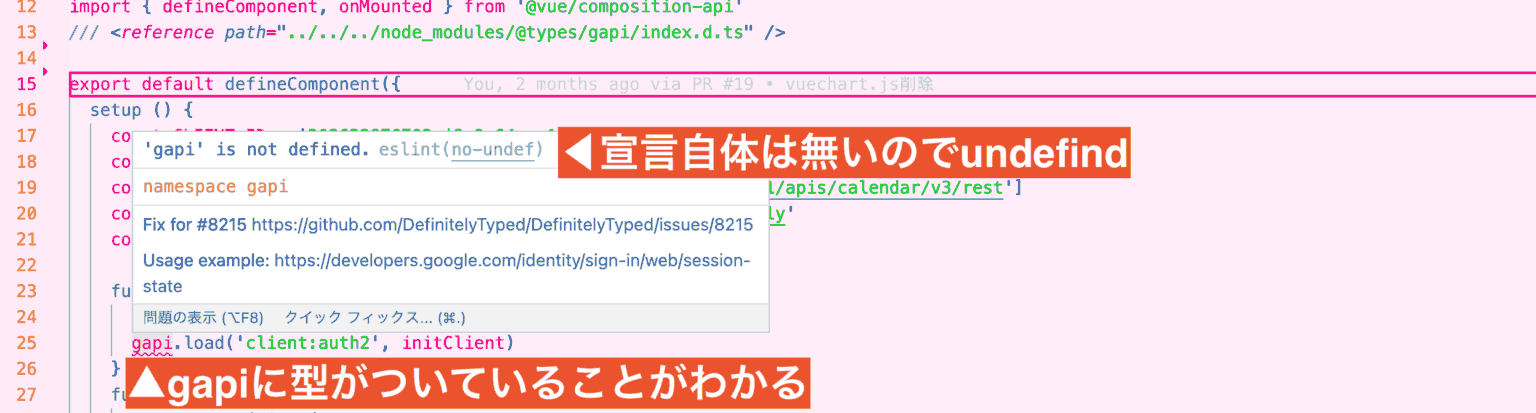 12 import { defineComponent, onMounted } from '@vue/composition-api'
13 /// <reference path="../../../node_modules/@types/gapi/index.d.ts" />
14
15 export default defineComponent({ You, 2 months ago via PR #19 • vuechart.js削除
16 setup () {
17 co
'gapi' is not defined. eslint(no-undef)
◀宣言自体は無いのでundefind
18 co
namespace gapi
19 co l/apis/calendar/v3/rest']
20 co ly'
Fix for #8215 https://github.com/DefinitelyTyped/DefinitelyTyped/issues/8215
21 co
Usage example: https://developers.google.com/identity/sign-in/web/session-
22
state
23 fu
24
問題の表示 (⌥F8) クイック フィックス... (⌘.)
25 gapi.load('client:auth2', initClient)
26 }
▲gapiに型がついていることがわかる
27 fu